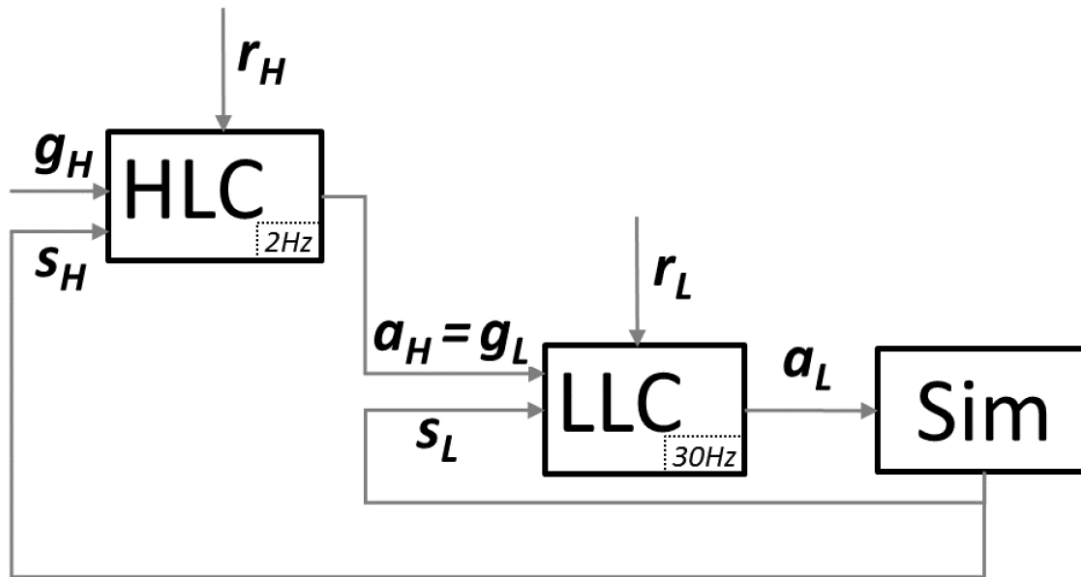 r_H
g_H
HLC
2Hz
s_H
r_L
a_H = g_L
a_L
LLC
Sim
s_L
30Hz